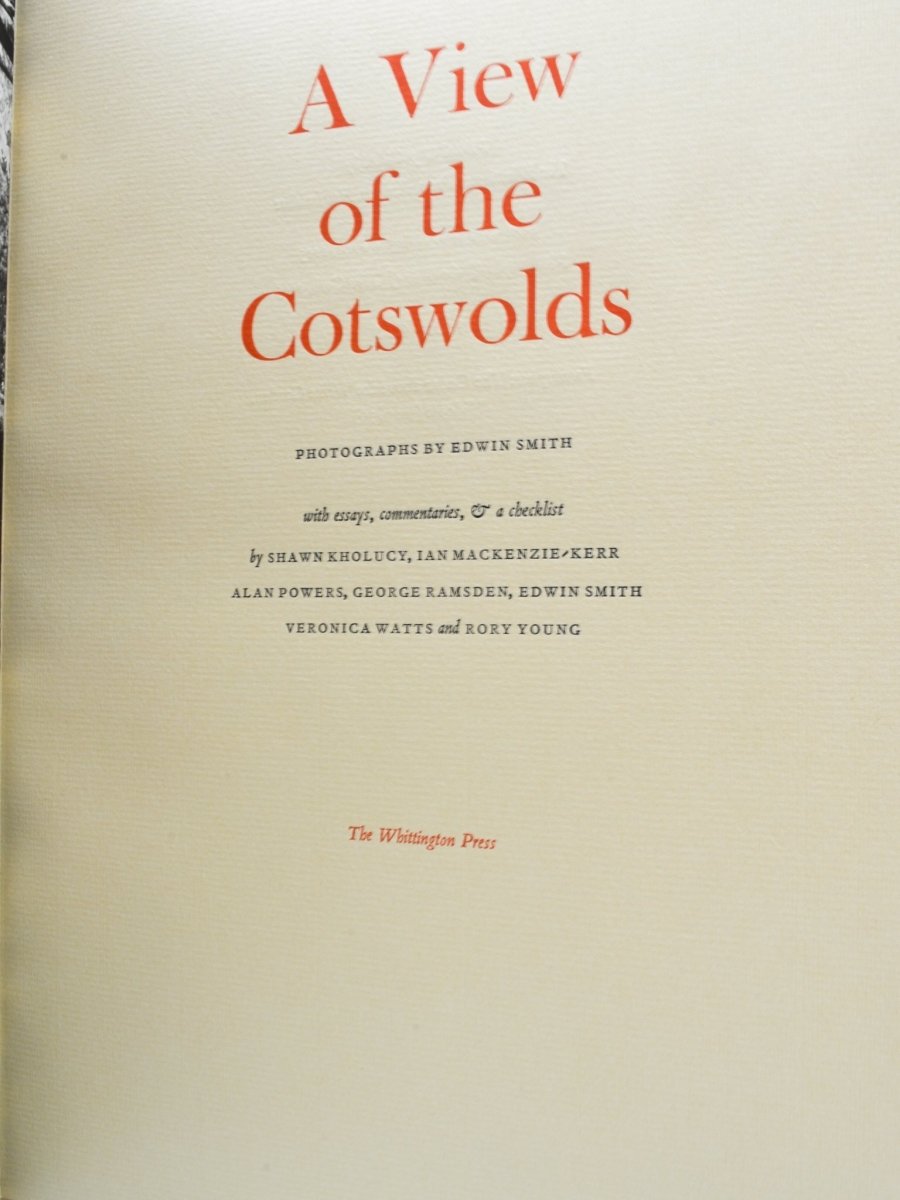 A View
of the
Cotswolds
PHOTOGRAPHS BY EDWIN SMITH
with essays, commentaries, & a checklist
by SHAWN KHOLUCY, IAN MACKENZIE-KERR
ALAN POWERS, GEORGE RAMSDEN, EDWIN SMITH
VERONICA WATTS and RORY YOUNG
The Whittington Press